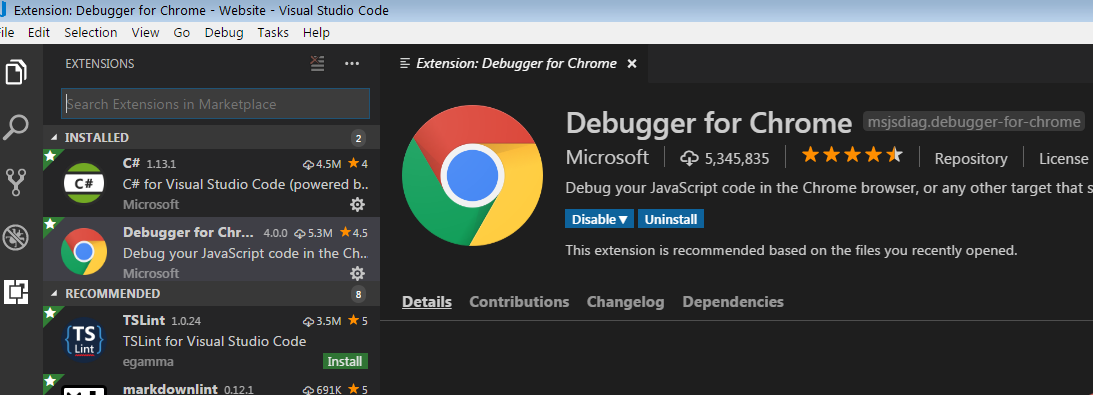 Extension: Debugger for Chrome - Website - Visual Studio Code
File Edit Selection View Go Debug Tasks Help
EXTENSIONS
Search Extensions in Marketplace
INSTALLED 2
C# 1.13.1 4.5M 4
C# for Visual Studio Code (powered b...
Microsoft
C#
Debugger for Chr... 4.0.0 5.3M 4.5
Debug your JavaScript code in the Ch...
Microsoft
RECOMMENDED 8
TSLint 1.0.24 3.5M 5
TSLint for Visual Studio Code
egamma Install
TS
Lint
markdownlint 0.12.1 691K 5
Extension: Debugger for Chrome
Debugger for Chrome msjsdiag.debugger-for-chrome
Microsoft 5,345,835 Repository License
Debug your JavaScript code in the Chrome browser, or any other target that s
Disable Uninstall
This extension is recommended based on the files you recently opened.
Details Contributions Changelog Dependencies